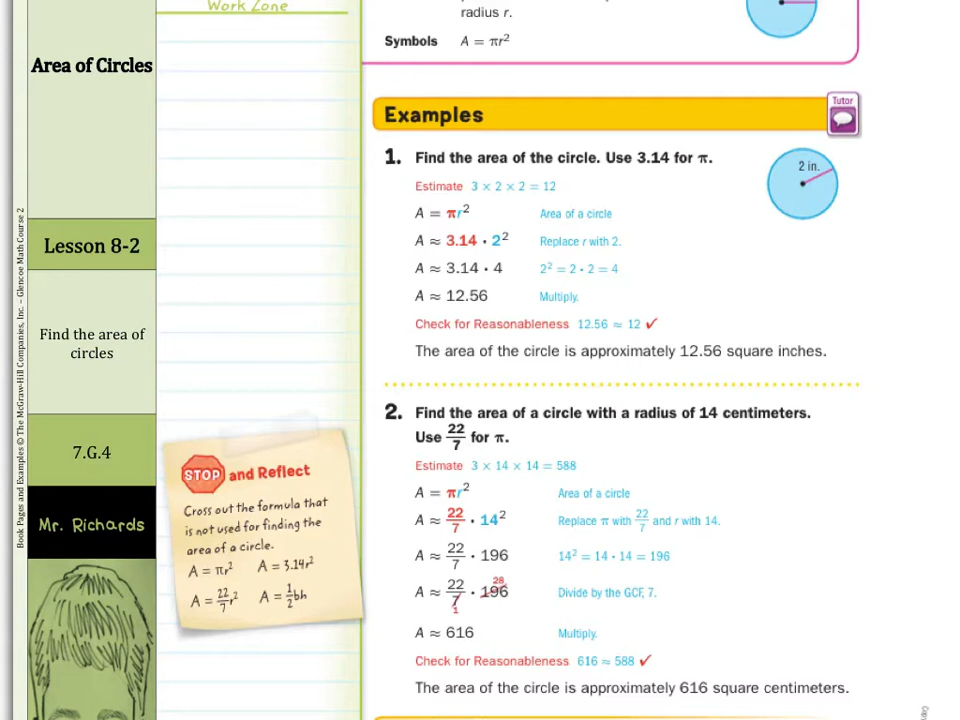 Work Zone
radius r.
Symbols A = πr²
Area of Circles
Examples
Tutor
1. Find the area of the circle. Use 3.14 for π.
2 in.
Estimate 3 × 2 × 2 = 12
A = πr² Area of a circle
A ≈ 3.14 · 2² Replace r with 2.
A ≈ 3.14 · 4 2² = 2 · 2 = 4
A ≈ 12.56 Multiply.
Check for Reasonableness 12.56 ≈ 12 ✓
The area of the circle is approximately 12.56 square inches.
Lesson 8-2
Find the area of
circles
7.G.4
Mr. Richards
Book Pages and Examples © The McGraw-Hill Companies, Inc. – Glencoe Math Course 2
2. Find the area of a circle with a radius of 14 centimeters.
Use 22/7 for π.
Estimate 3 × 14 × 14 = 588
A = πr² Area of a circle
A ≈ 22/7 · 14² Replace π with 22/7 and r with 14.
A ≈ 22/7 · 196 14² = 14 · 14 = 196
28
A ≈ 22/7 · 196 Divide by the GCF, 7.
1
A ≈ 616 Multiply.
Check for Reasonableness 616 ≈ 588 ✓
The area of the circle is approximately 616 square centimeters.
STOP and Reflect
Cross out the formula that
is not used for finding the
area of a circle.
A = πr² A = 3.14r²
A = 22/7 r² A = 1/2 bh